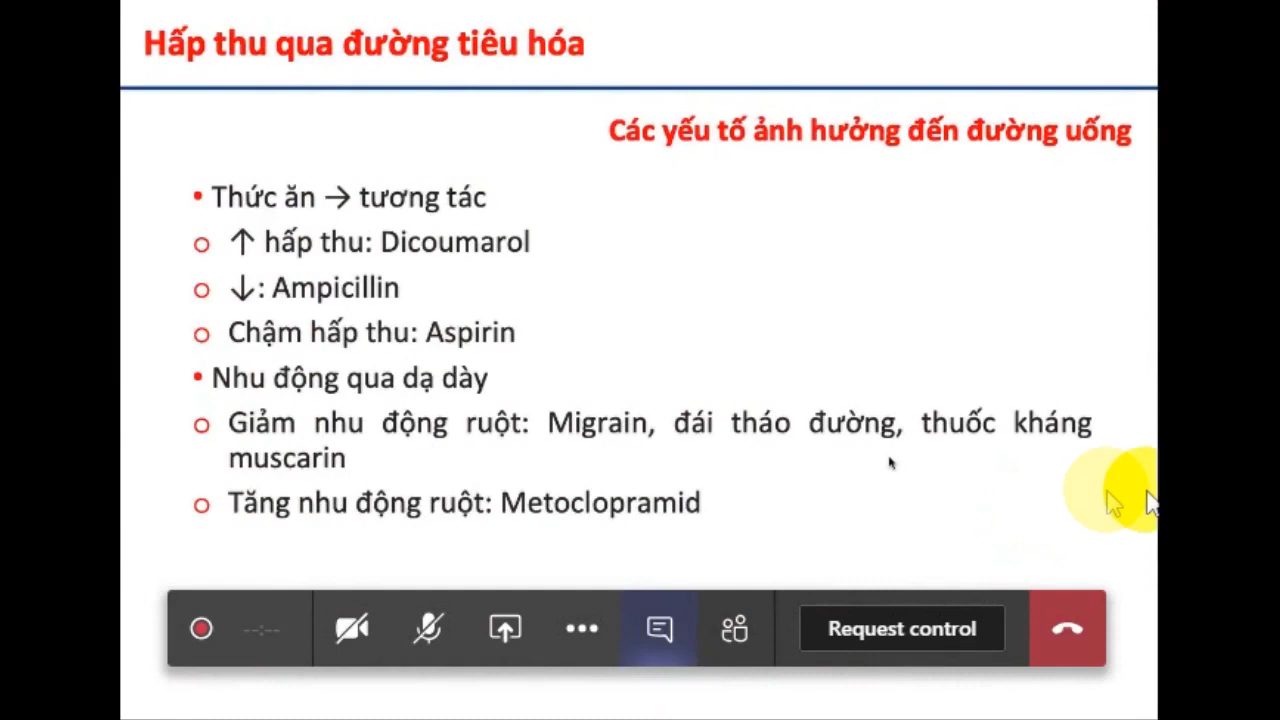 Hấp thu qua đường tiêu hóa
Các yếu tố ảnh hưởng đến đường uống
• Thức ăn → tương tác
o ↑ hấp thu: Dicoumarol
o ↓: Ampicillin
o Chậm hấp thu: Aspirin
• Nhu động qua dạ dày
o Giảm nhu động ruột: Migrain, đái tháo đường, thuốc kháng
muscarin
o Tăng nhu động ruột: Metoclopramid
--:-- Request control